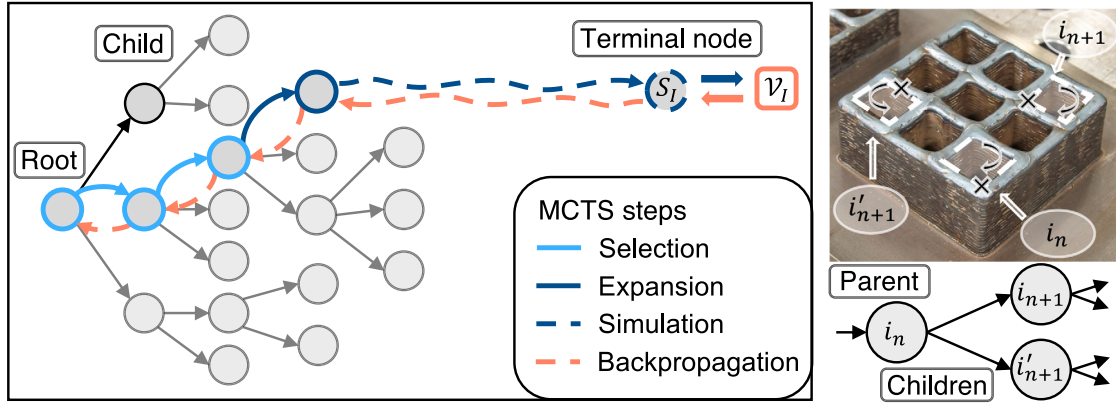 Child
Root
Terminal node
S_I
𝒱_I
MCTS steps
Selection
Expansion
Simulation
Backpropagation
i_{n+1}
i'_{n+1}
i_n
Parent
i_n
i_{n+1}
i'_{n+1}
Children